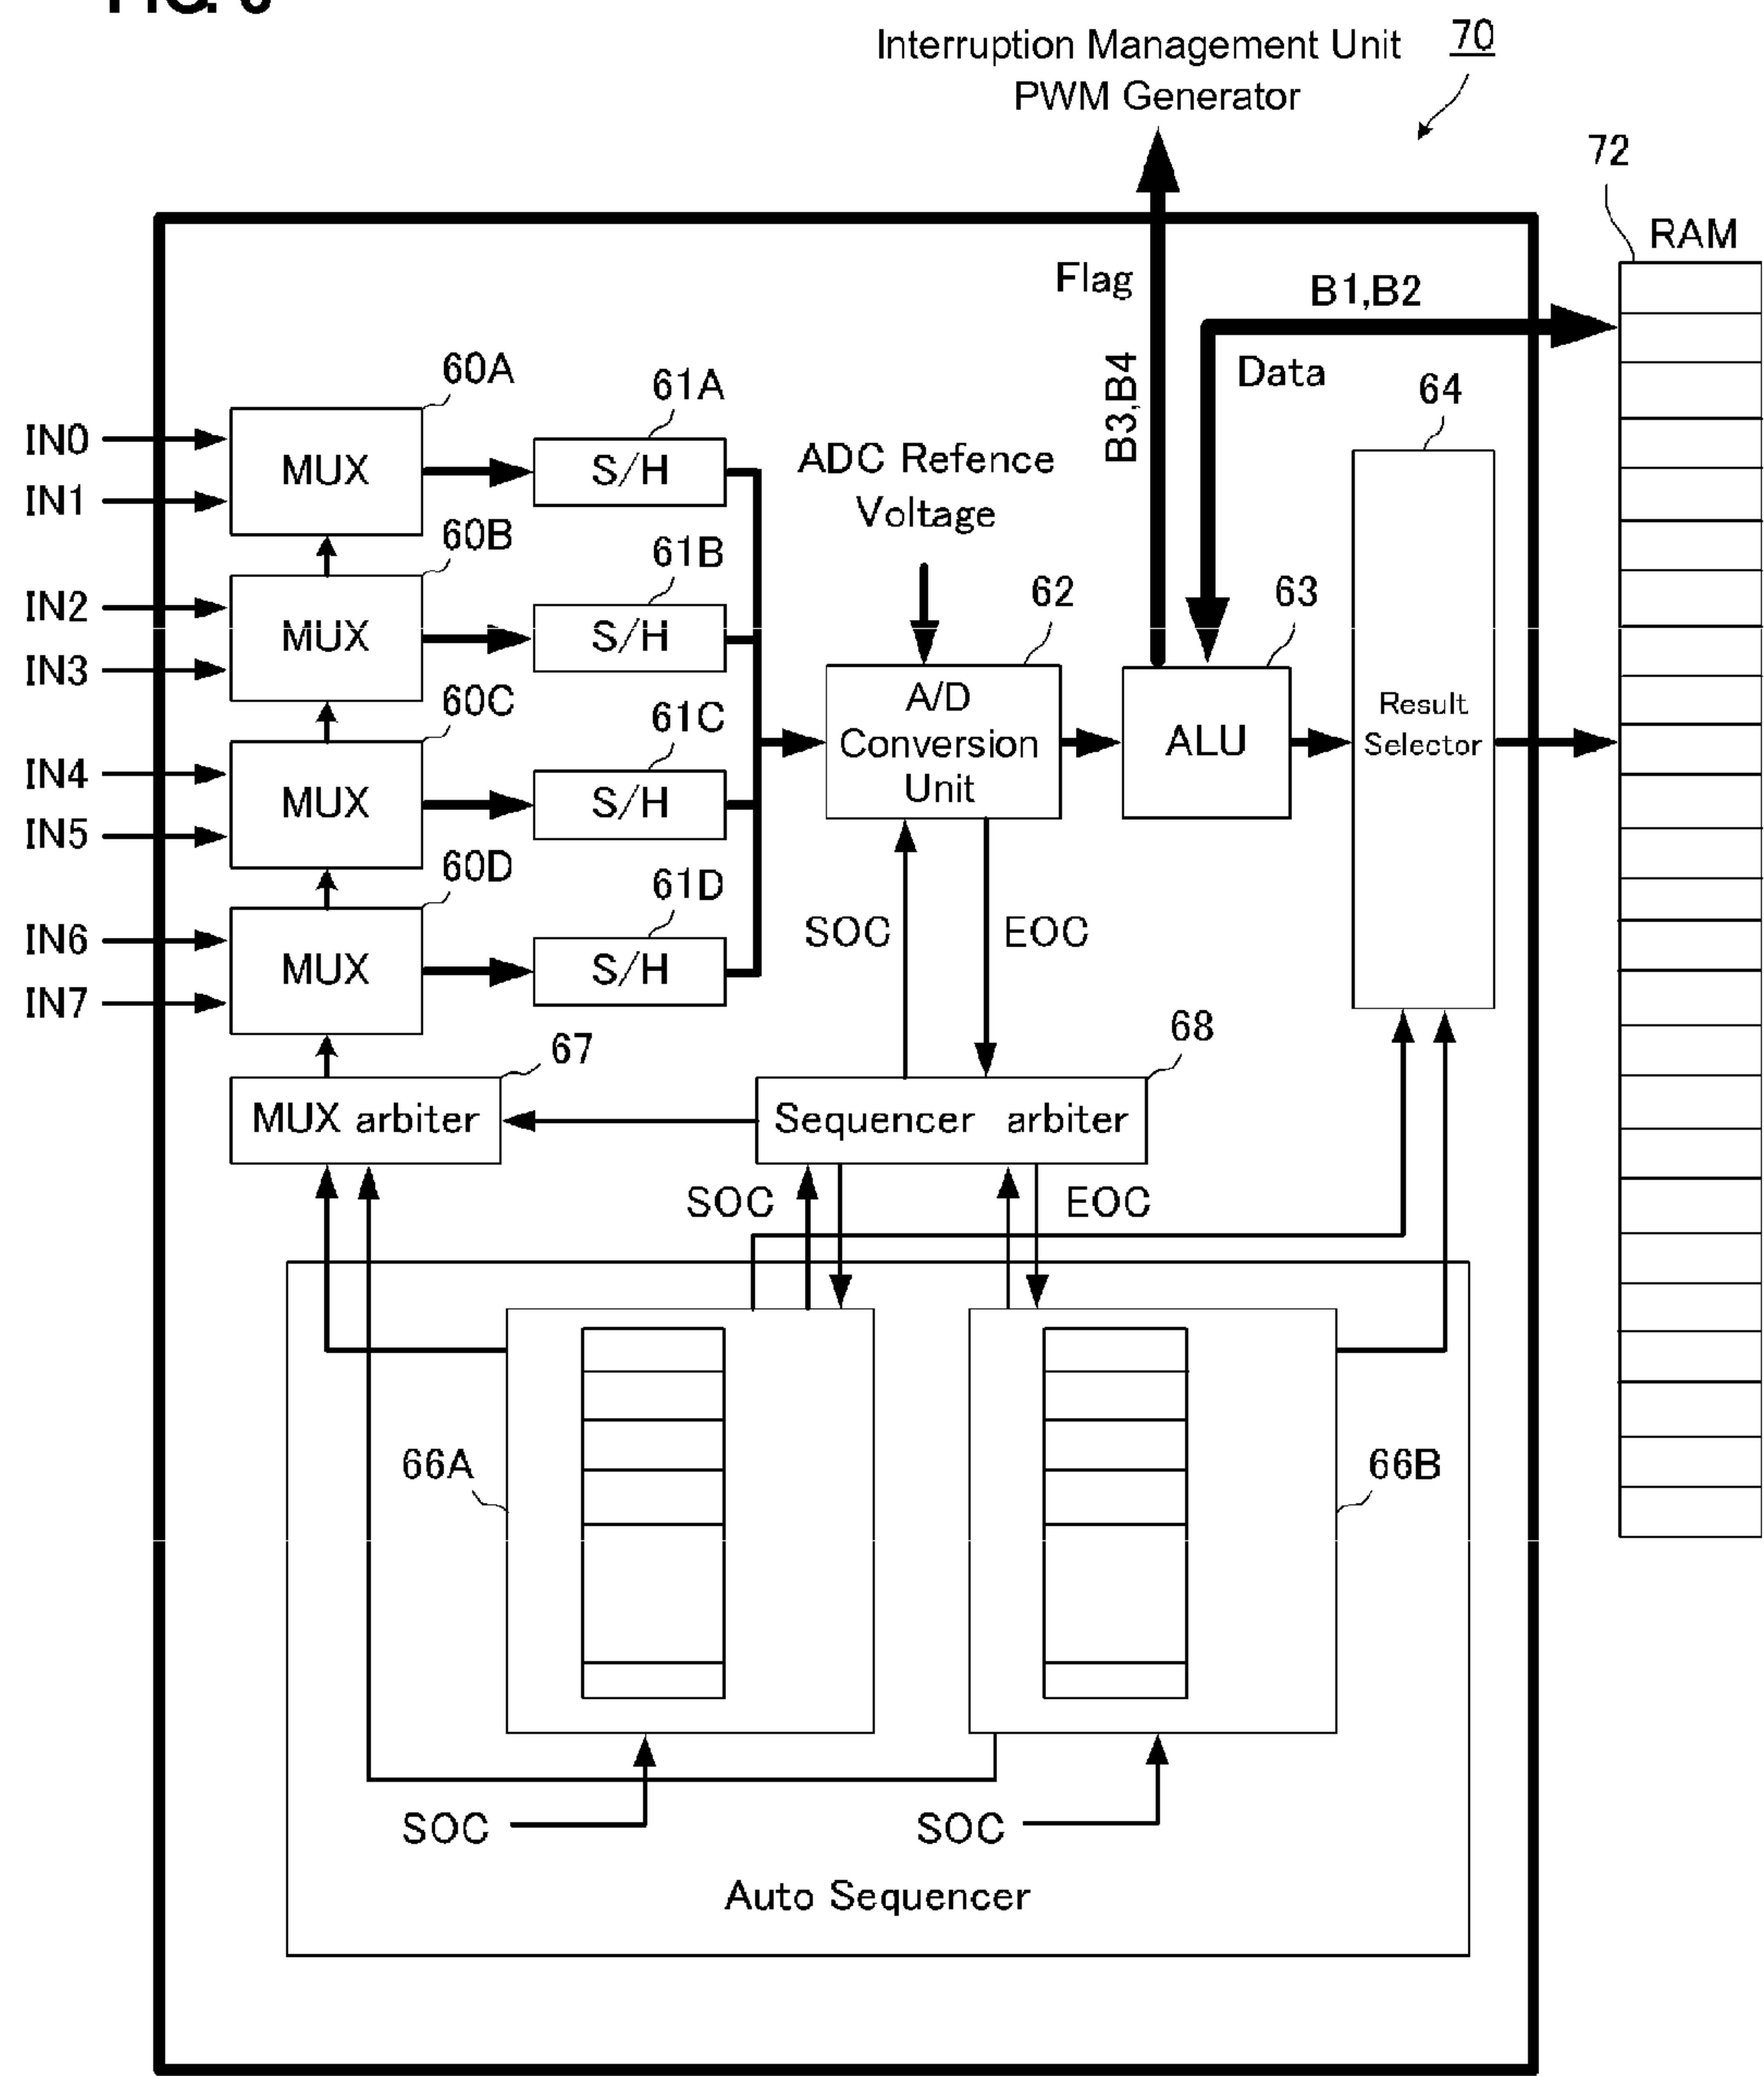 Interruption Management Unit 70
PWM Generator
72
RAM
Flag
B1,B2
Data
B3,B4
60A
61A
64
IN0
MUX
S/H
ADC Refence
Voltage
IN1
60B
61B
IN2
MUX
S/H
62
63
IN3
60C
61C
A/D
Conversion
Unit
ALU
Result
Selector
IN4
MUX
S/H
IN5
60D
61D
SOC
EOC
IN6
MUX
S/H
IN7
67
68
MUX arbiter
Sequencer arbiter
SOC
EOC
66A
66B
SOC
SOC
Auto Sequencer